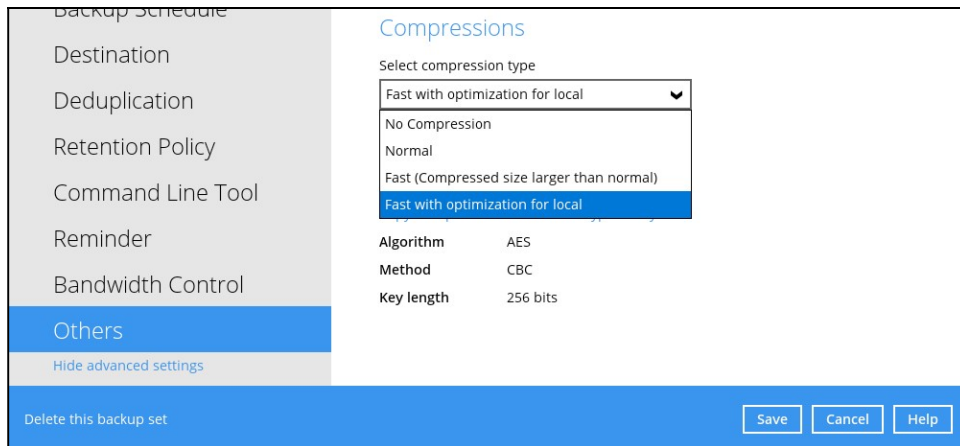 Backup Schedule
Destination
Deduplication
Retention Policy
Command Line Tool
Reminder
Bandwidth Control
Others
Hide advanced settings
Compressions
Select compression type
Fast with optimization for local
No Compression
Normal
Fast (Compressed size larger than normal)
Fast with optimization for local
Algorithm AES
Method CBC
Key length 256 bits
Delete this backup set
Save Cancel Help